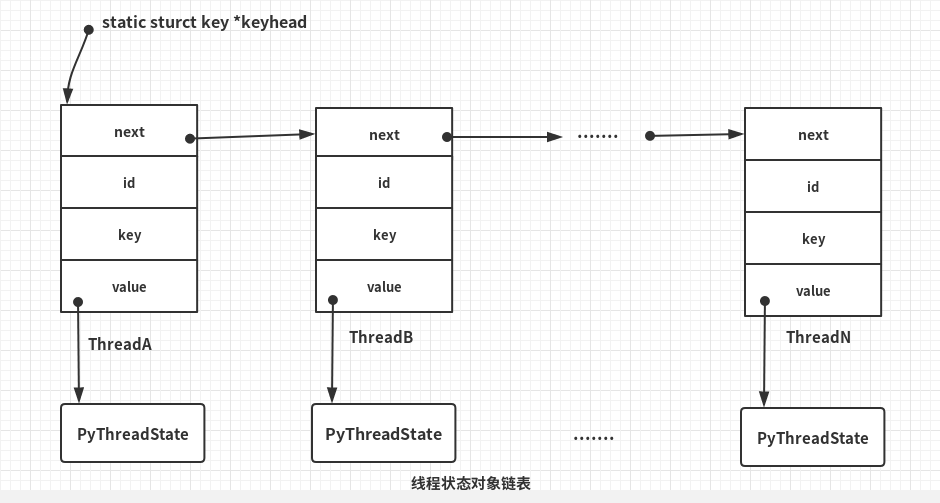 static sturct key *keyhead
next
id
key
value
ThreadA
PyThreadState
next
id
key
value
ThreadB
PyThreadState
.......
.......
next
id
key
value
ThreadN
PyThreadState
线程状态对象链表